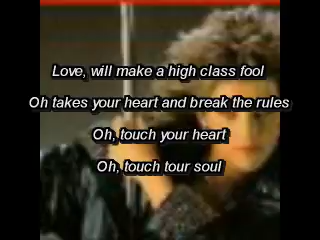 Love, will make a high class fool
Oh takes your heart and break the rules
Oh, touch your heart
Oh, touch tour soul